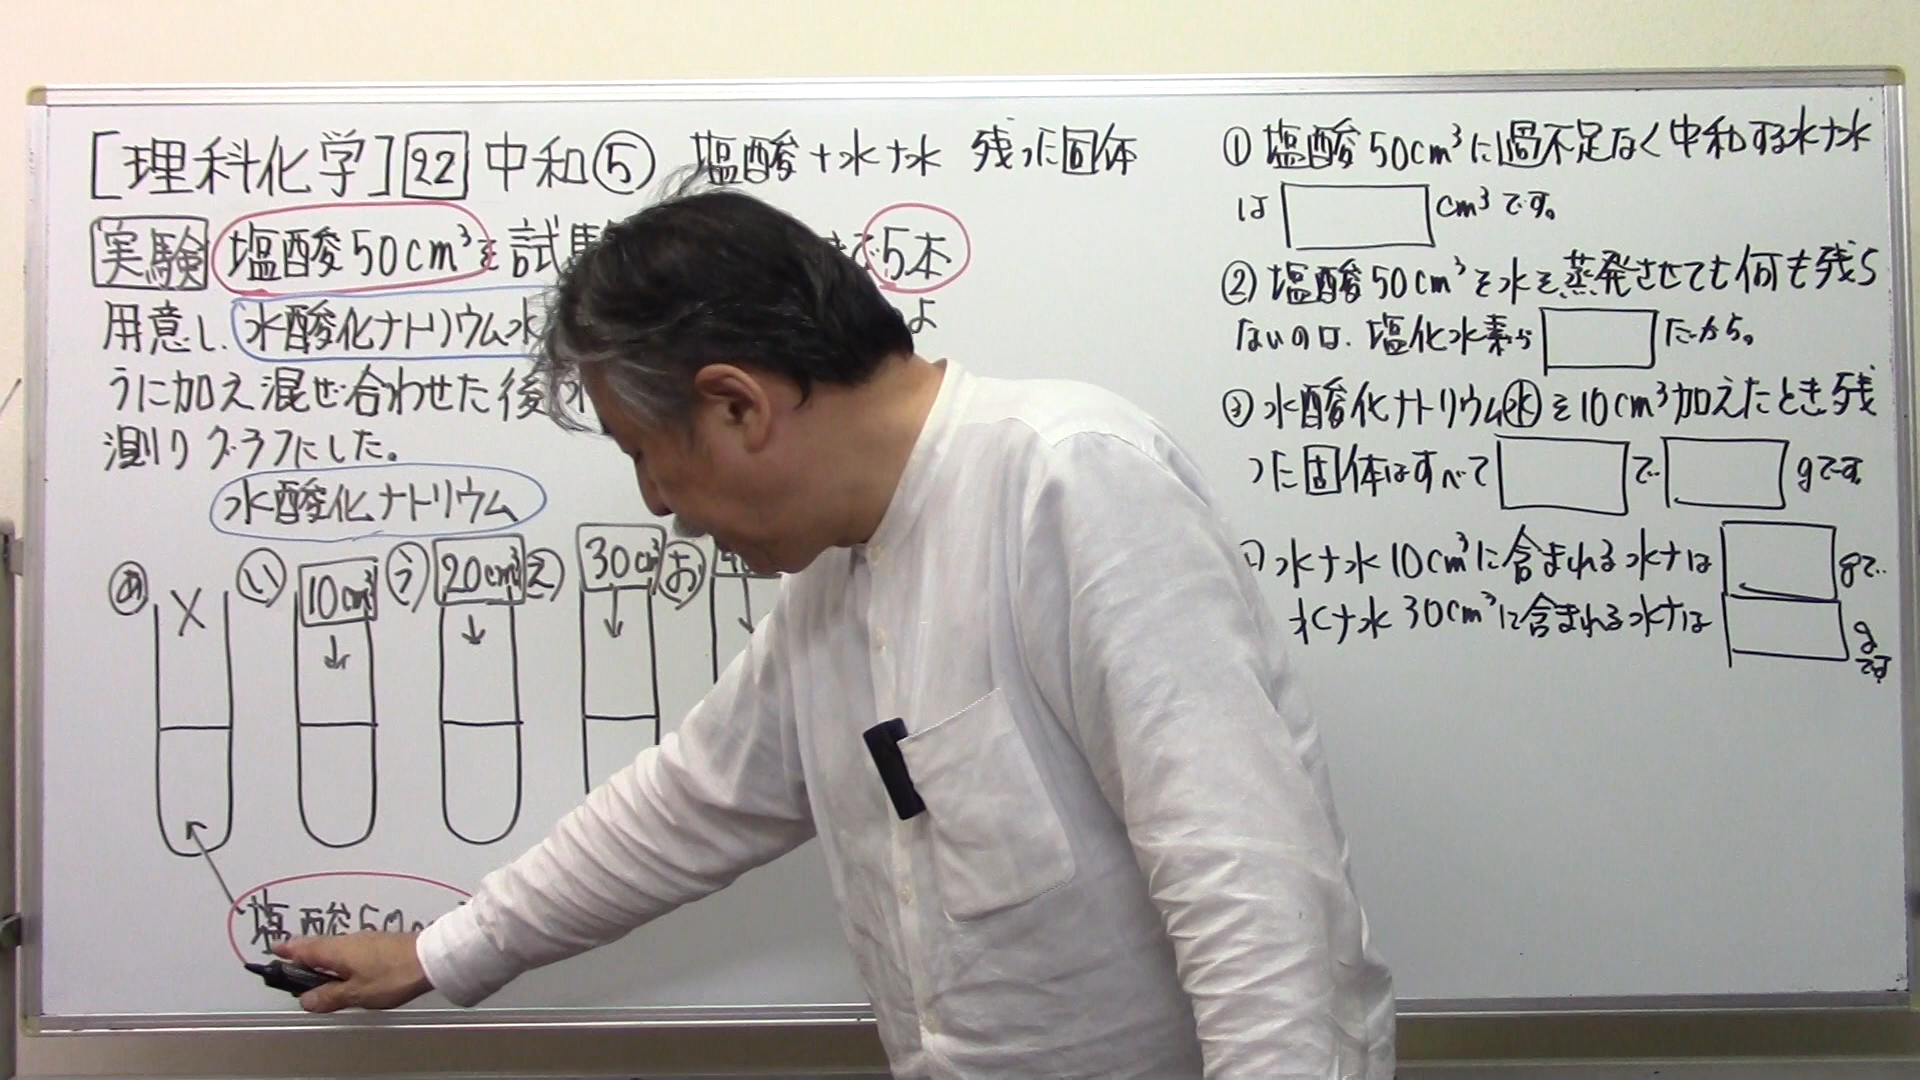 [理科化学] 22 中和⑤ 塩酸+水ナ水 残った固体
実験 塩酸50cm³を試 で5本
用意し、水酸化ナトリウム水 よ
うに加え混ぜ合わせた後
測りグラフにした。
水酸化ナトリウム
あ × い 10cm³ う 20cm³ え 30cm³ お
塩酸50
① 塩酸50cm³に過不足なく中和する水ナ水
は cm³です。
② 塩酸50cm³を水を蒸発させても何も残ら
ないのは、塩化水素が だから。
③ 水酸化ナトリウム水を10cm³加えたとき残
った固体はすべて で gです。
水ナ水10cm³に含まれる水ナは gで、
水ナ水30cm³に含まれる水ナは gです